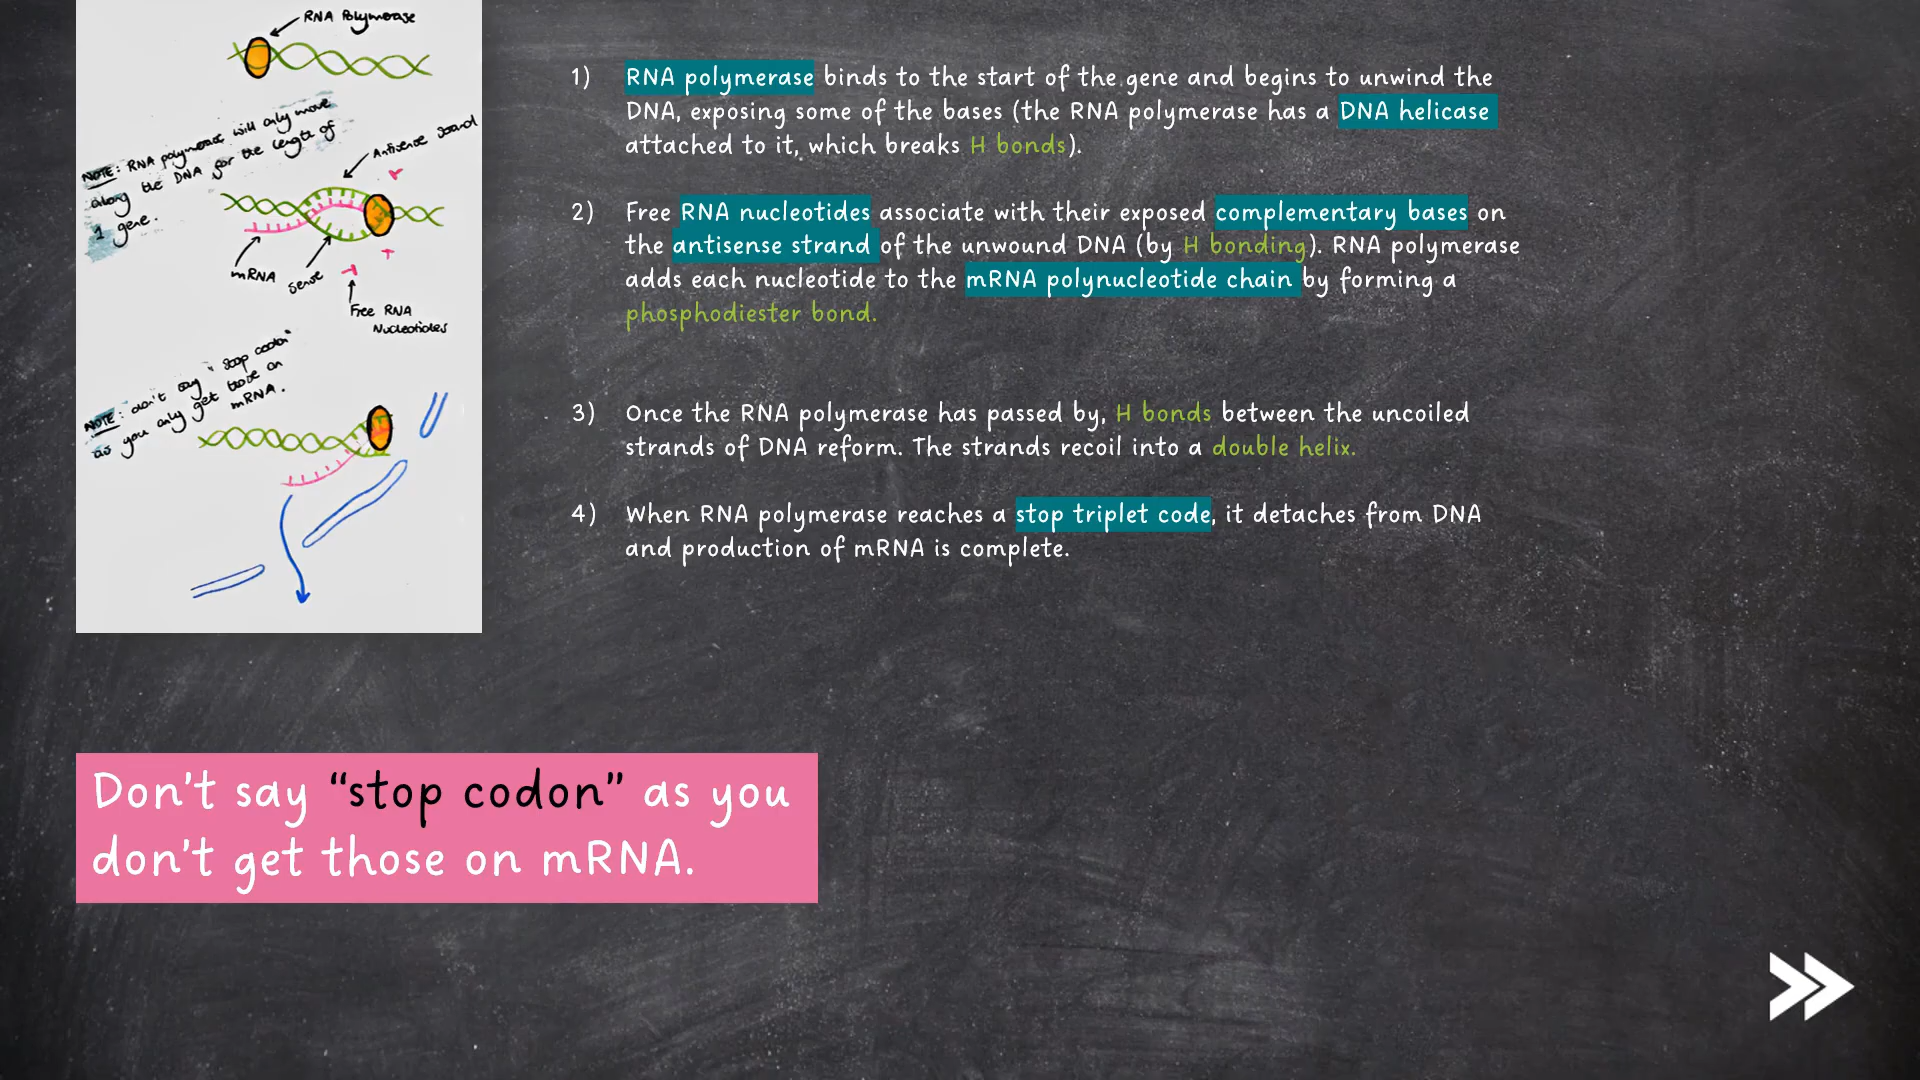 RNA Polymerase
NOTE: RNA polymerase will only move
along the DNA for the length of
1 gene.
Antisense strand
mRNA
Sense
Free RNA
Nucleotides
NOTE: don't say "stop codon"
as you only get those on
mRNA.
1) RNA polymerase binds to the start of the gene and begins to unwind the
DNA, exposing some of the bases (the RNA polymerase has a DNA helicase
attached to it, which breaks H bonds).
2) Free RNA nucleotides associate with their exposed complementary bases on
the antisense strand of the unwound DNA (by H bonding). RNA polymerase
adds each nucleotide to the mRNA polynucleotide chain by forming a
phosphodiester bond.
3) Once the RNA polymerase has passed by, H bonds between the uncoiled
strands of DNA reform. The strands recoil into a double helix.
4) When RNA polymerase reaches a stop triplet code, it detaches from DNA
and production of mRNA is complete.
Don't say “stop codon” as you
don't get those on mRNA.